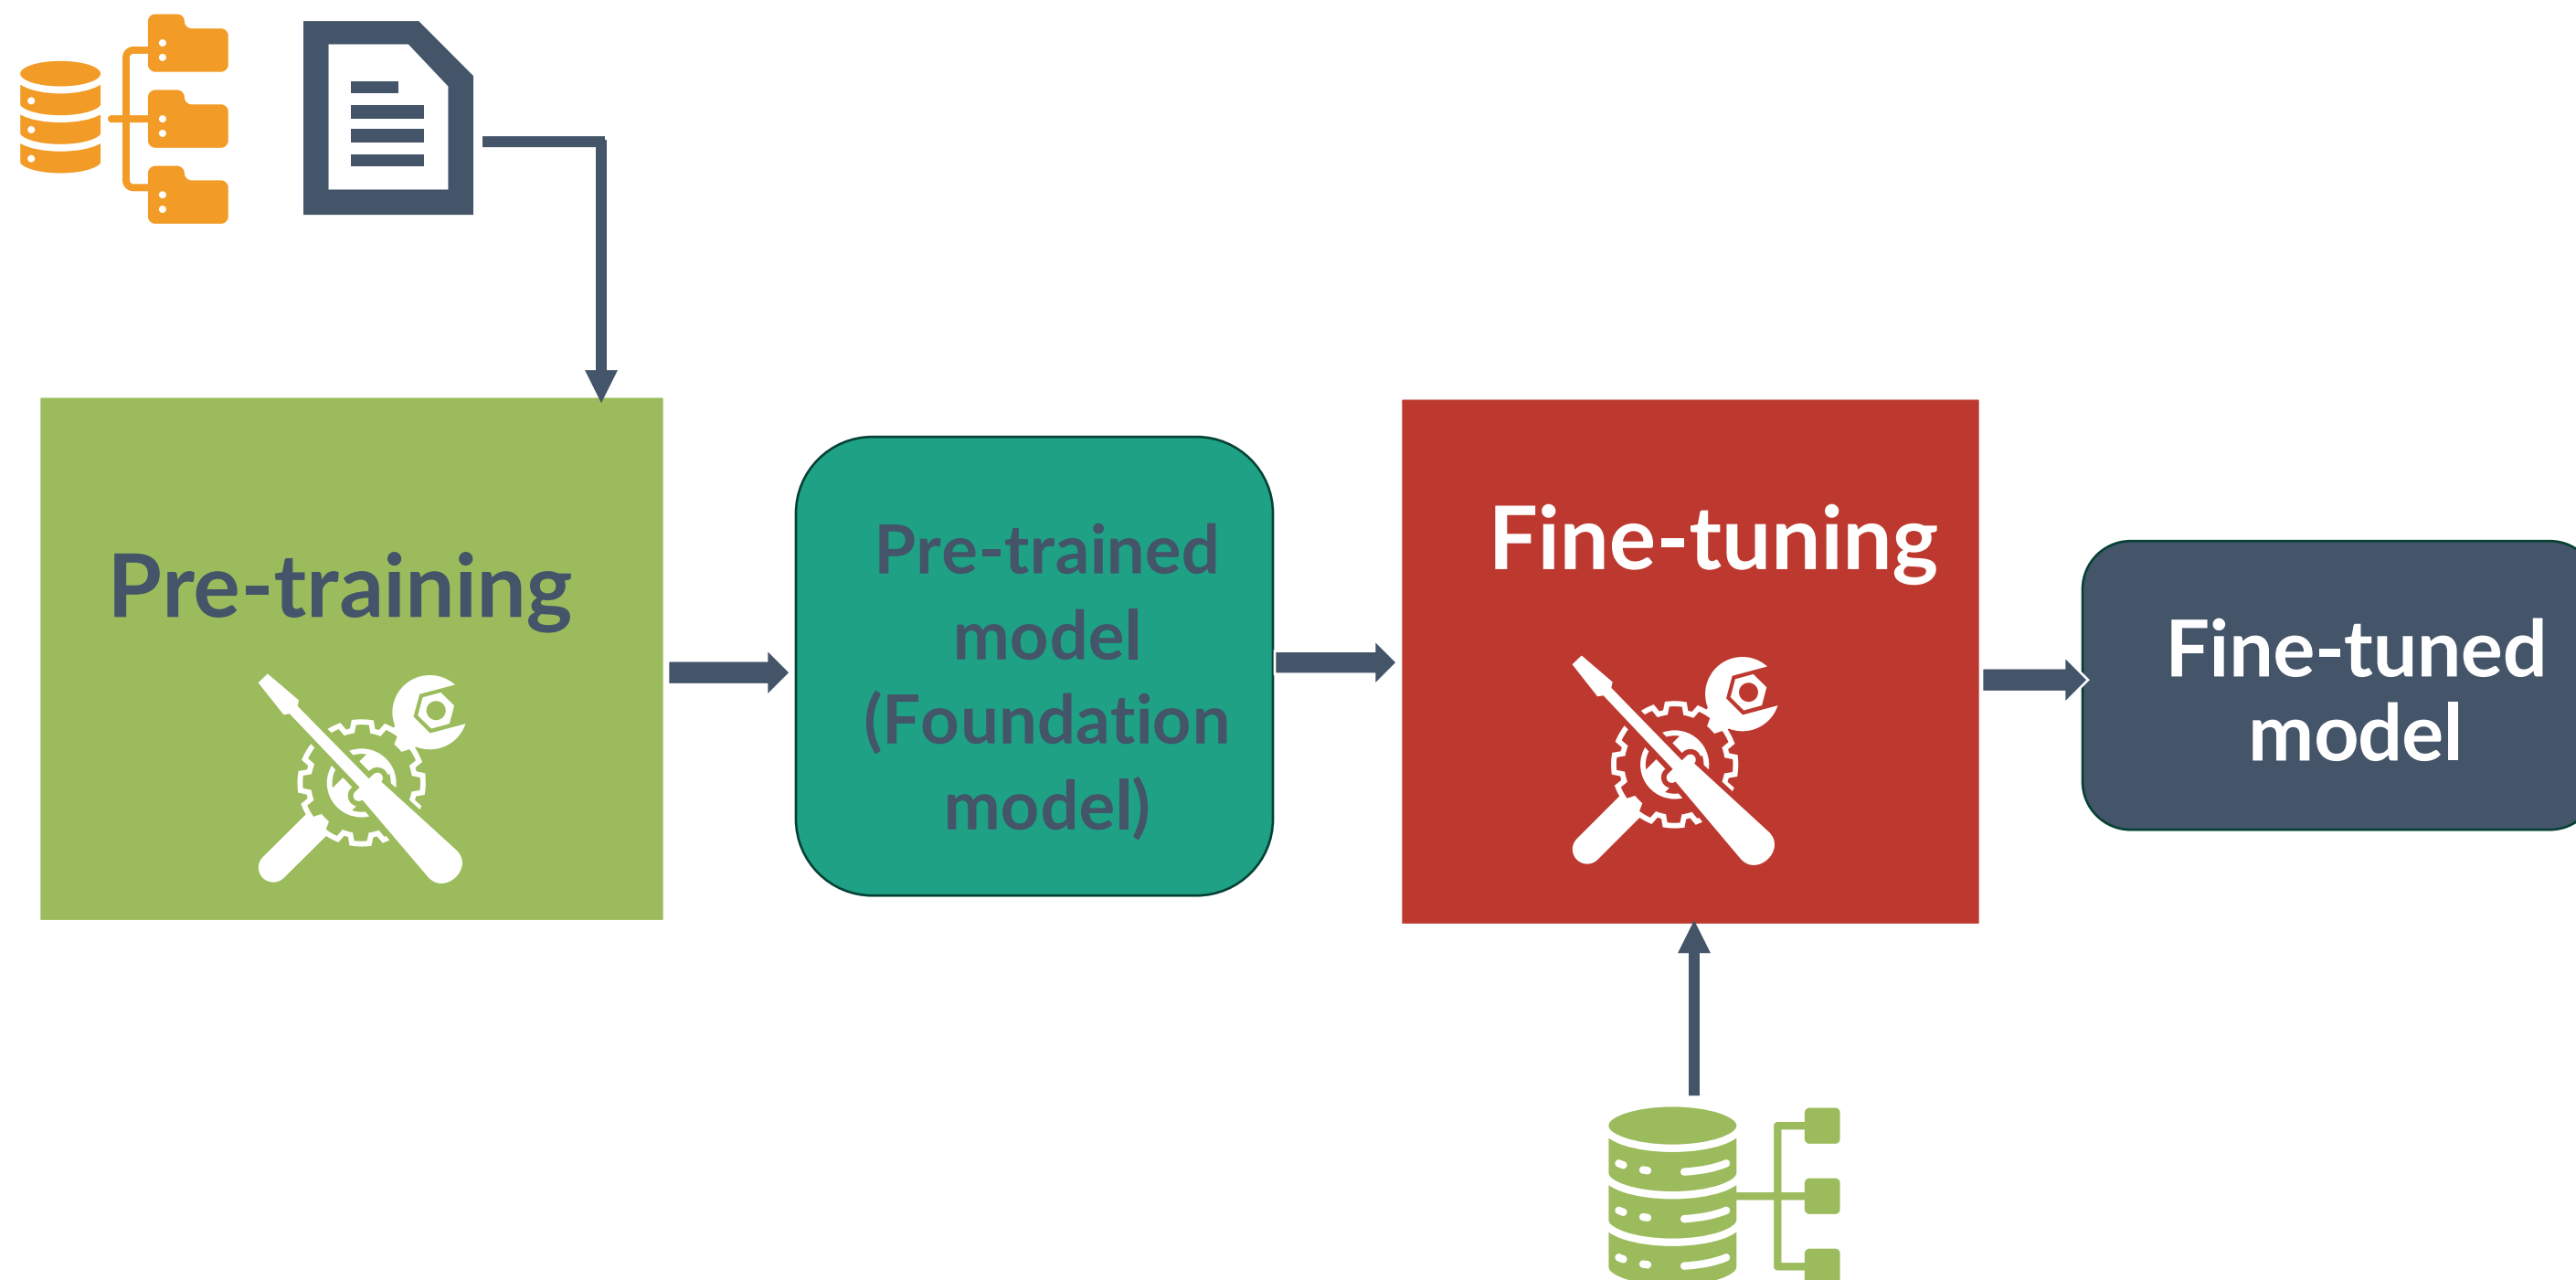 Pre-training
Pre-trained
model
(Foundation
model)
Fine-tuning
Fine-tuned
model